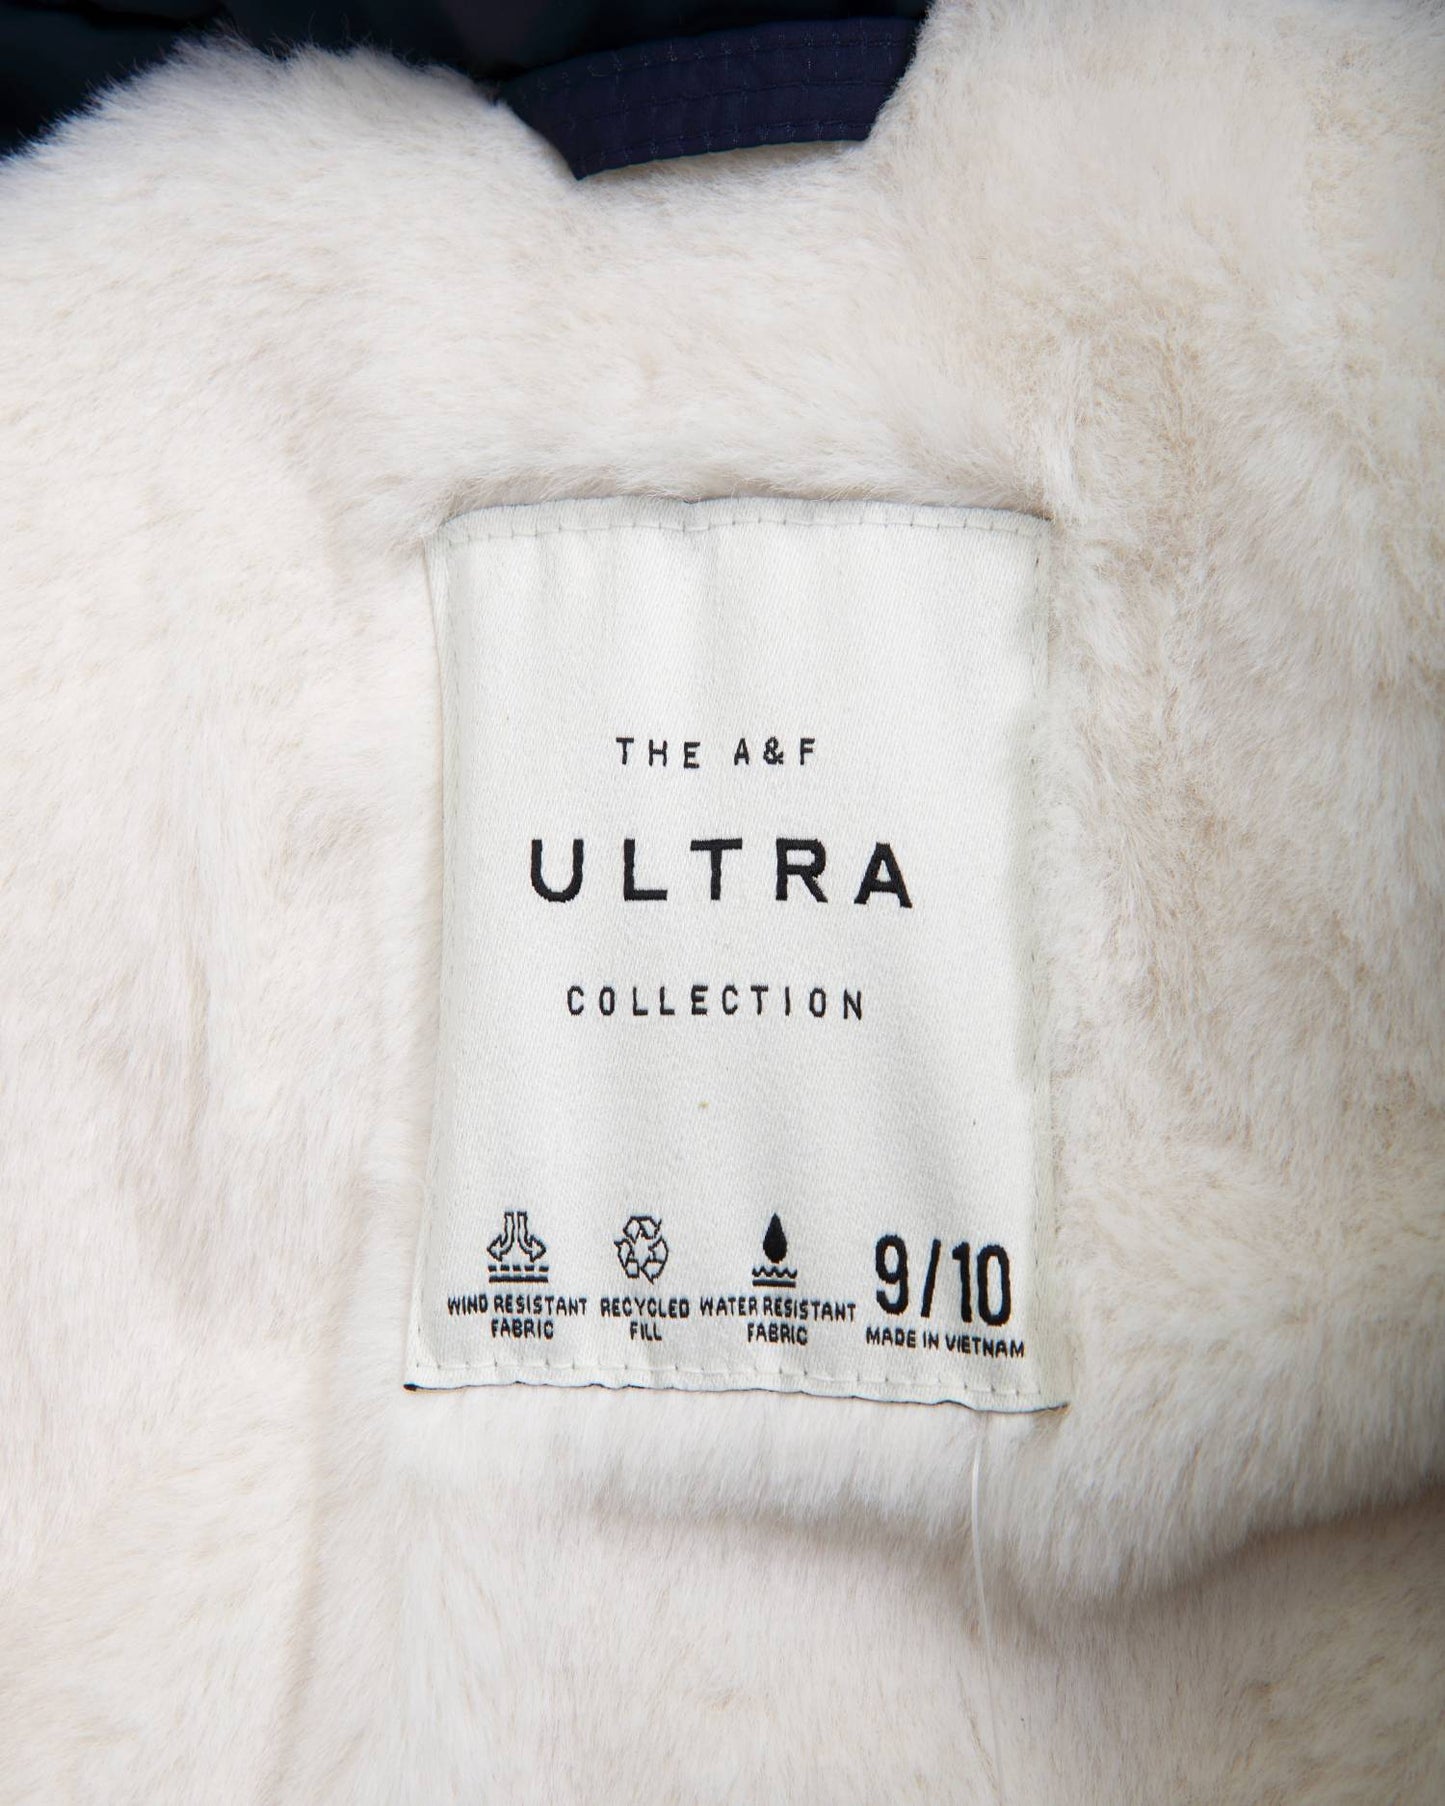 THE A&F
ULTRA
COLLECTION
WIND RESISTANT
FABRIC
RECYCLED
FILL
WATER RESISTANT
FABRIC
9/10
MADE IN VIETNAM